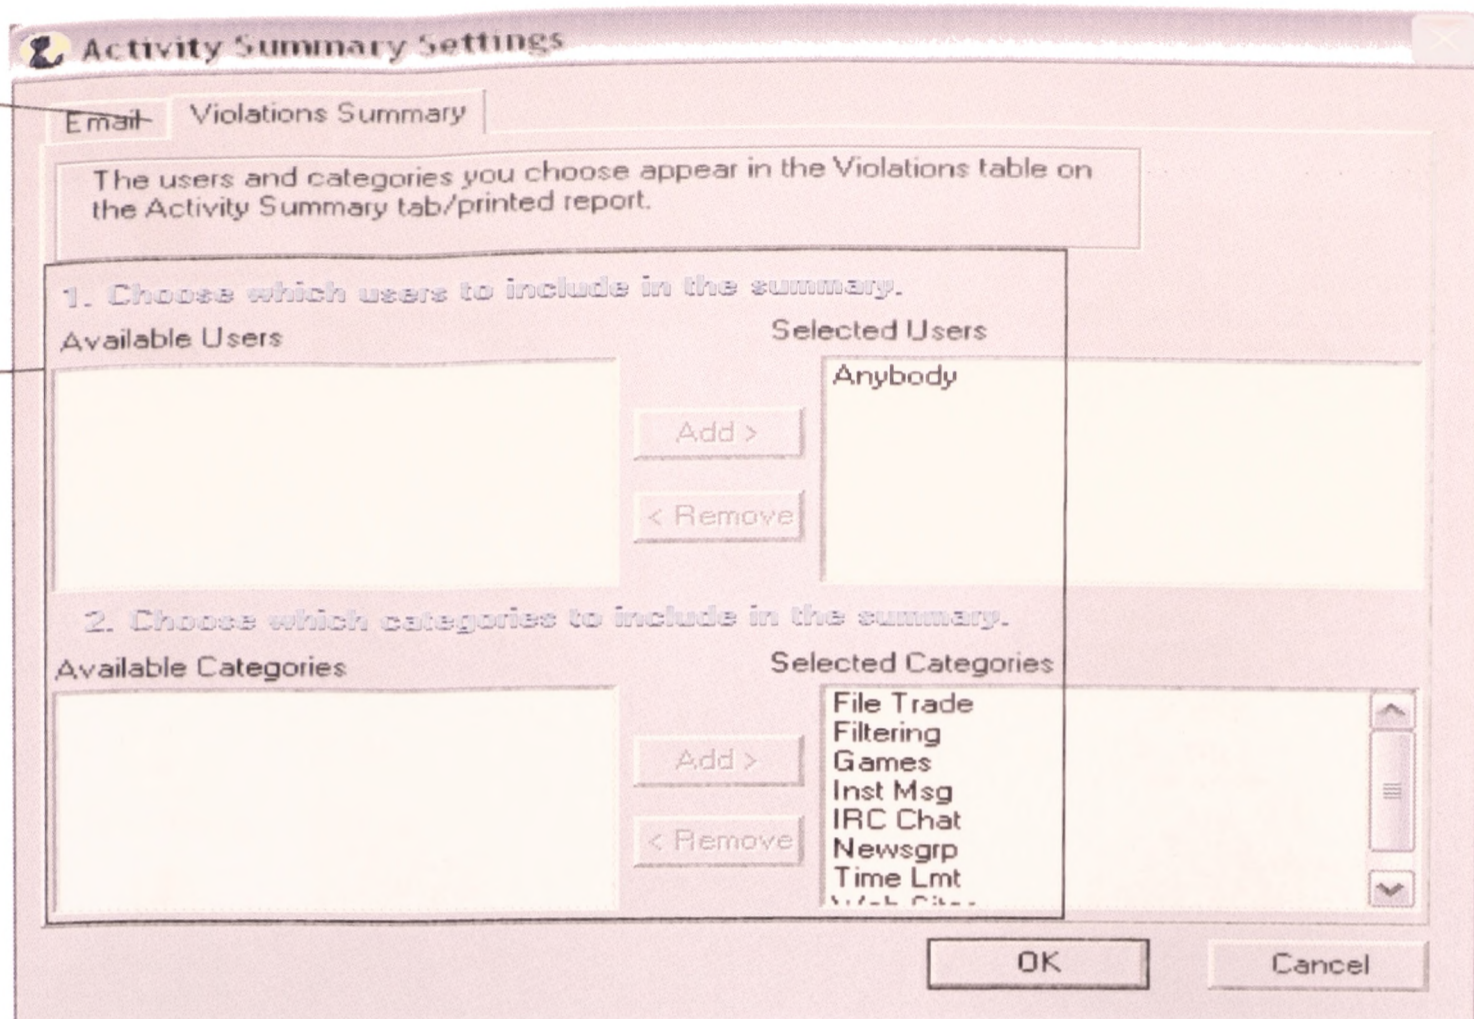 Activity Summary Settings
Email
Violations Summary
The users and categories you choose appear in the Violations table on
the Activity Summary tab/printed report.
1. Choose which users to include in the summary.
Available Users
Selected Users
Anybody
Add >
< Remove
2. Choose which categories to include in the summary.
Available Categories
Selected Categories
File Trade
Filtering
Games
Inst Msg
IRC Chat
Newsgrp
Time Lmt
Add >
< Remove
OK
Cancel